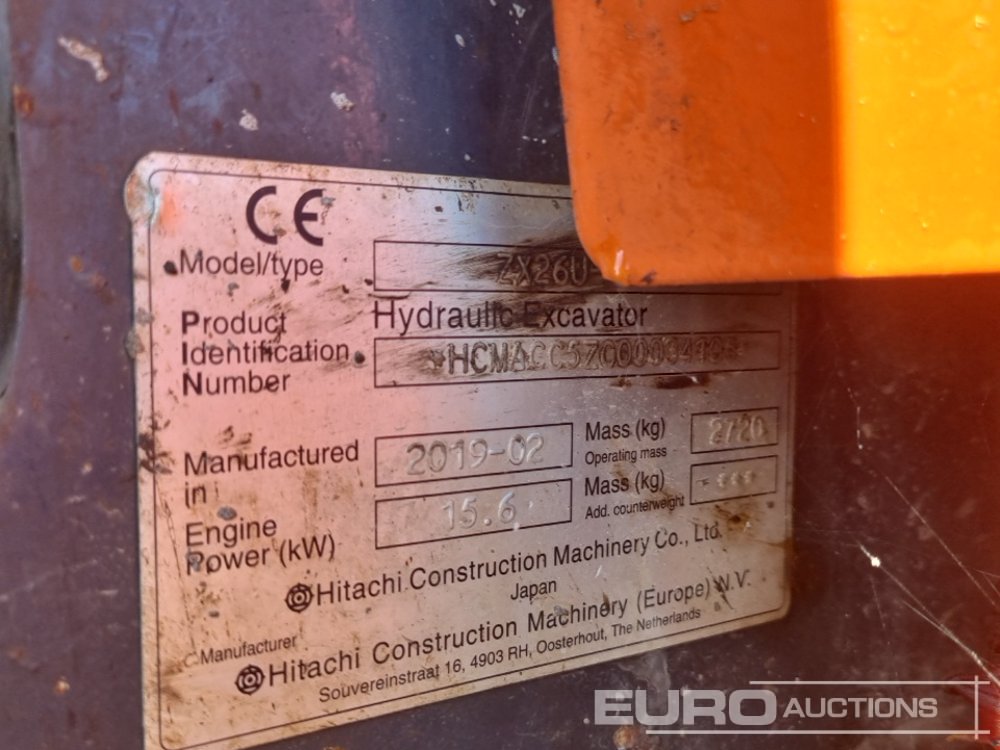 CE
Model/type ZX26U
Product Hydraulic Excavator
Identification
Number
Manufactured in 2019-02
Mass (kg) 2720
Operating mass
Engine Power (kW) 15.6
Mass (kg)
Add. counterweight
Hitachi Construction Machinery Co., Ltd.
Japan
Manufacturer
Hitachi Construction Machinery (Europe) N.V.
Souvereinstraat 16, 4903 RH, Oosterhout, The Netherlands
EURO AUCTIONS